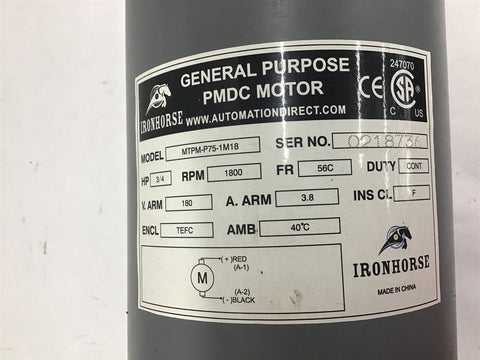 GENERAL PURPOSE
PMDC MOTOR
IRONHORSE
WWW.AUTOMATIONDIRECT.COM
CE
247070
SA
C US
MODEL MTPM-P75-1M18 SER NO. 0218736
HP 3/4 RPM 1800 FR 56C DUTY CONT
V. ARM 180 A. ARM 3.8 INS CL F
ENCL TEFC AMB 40°C
M
(+)RED
(A-1)
(A-2)
(-)BLACK
IRONHORSE
MADE IN CHINA